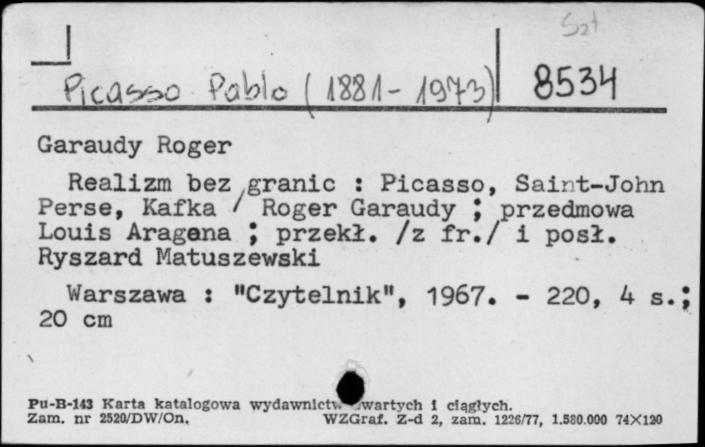 Szt
Picasso Pablo (1881-1973) 8534
Garaudy Roger
Realizm bez granic : Picasso, Saint-John
Perse, Kafka / Roger Garaudy ; przedmowa
Louis Aragona ; przekł. /z fr./ i posł.
Ryszard Matuszewski
Warszawa : "Czytelnik", 1967. - 220, 4 s.;
20 cm
Pu-B-143 Karta katalogowa wydawnictw zwartych i ciągłych.
Zam. nr 2520/DW/On. WZGraf. Z-d 2, zam. 1226/77, 1.580.000 74X120